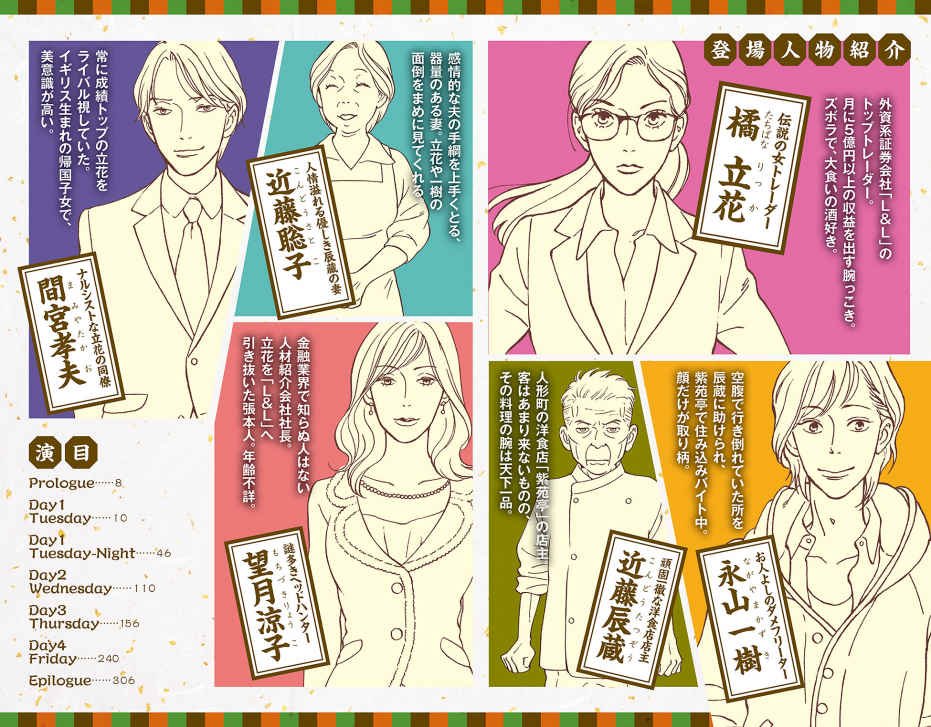 登場人物紹介
外資系証券会社「L&L」の
トップトレーダー。
月に5億円以上の収益を出す腕っこき。
ズボラで、大食いの酒好き。
伝説の女トレーダー
橘 立花
たちばな りっか
空腹で行き倒れていた所を
辰蔵に助けられ、
紫苑亭で住み込みバイト中。
顔だけが取り柄。
お人よしのダメフリーター
永山一樹
ながやまかずき
人形町の洋食店「紫苑亭」の店主
客はあまり来ないものの、
その料理の腕は天下一品。
頑固一徹な洋食店店主
近藤辰蔵
こんどうたつぞう
感情的な夫の手綱を上手くとる、
器量のある妻。立花や一樹の
面倒をまめに見てくれる。
人情溢れる優しき辰蔵の妻
近藤聡子
こんどうさとこ
常に成績トップの立花を
ライバル視していた。
イギリス生まれの帰国子女で、
美意識が高い。
ナルシストな立花の同僚
間宮孝夫
まみやたかお
金融業界で知らぬ人はない
人材紹介会社社長。
立花を「L&L」へ
引き抜いた張本人。年齢不詳。
謎多きヘッドハンター
望月涼子
もちづきりょうこ
演目
Prologue……8
Day1
Tuesday……10
Day1
Tuesday-Night……46
Day2
Wednesday……110
Day3
Thursday……156
Day4
Friday……240
Epilogue……306